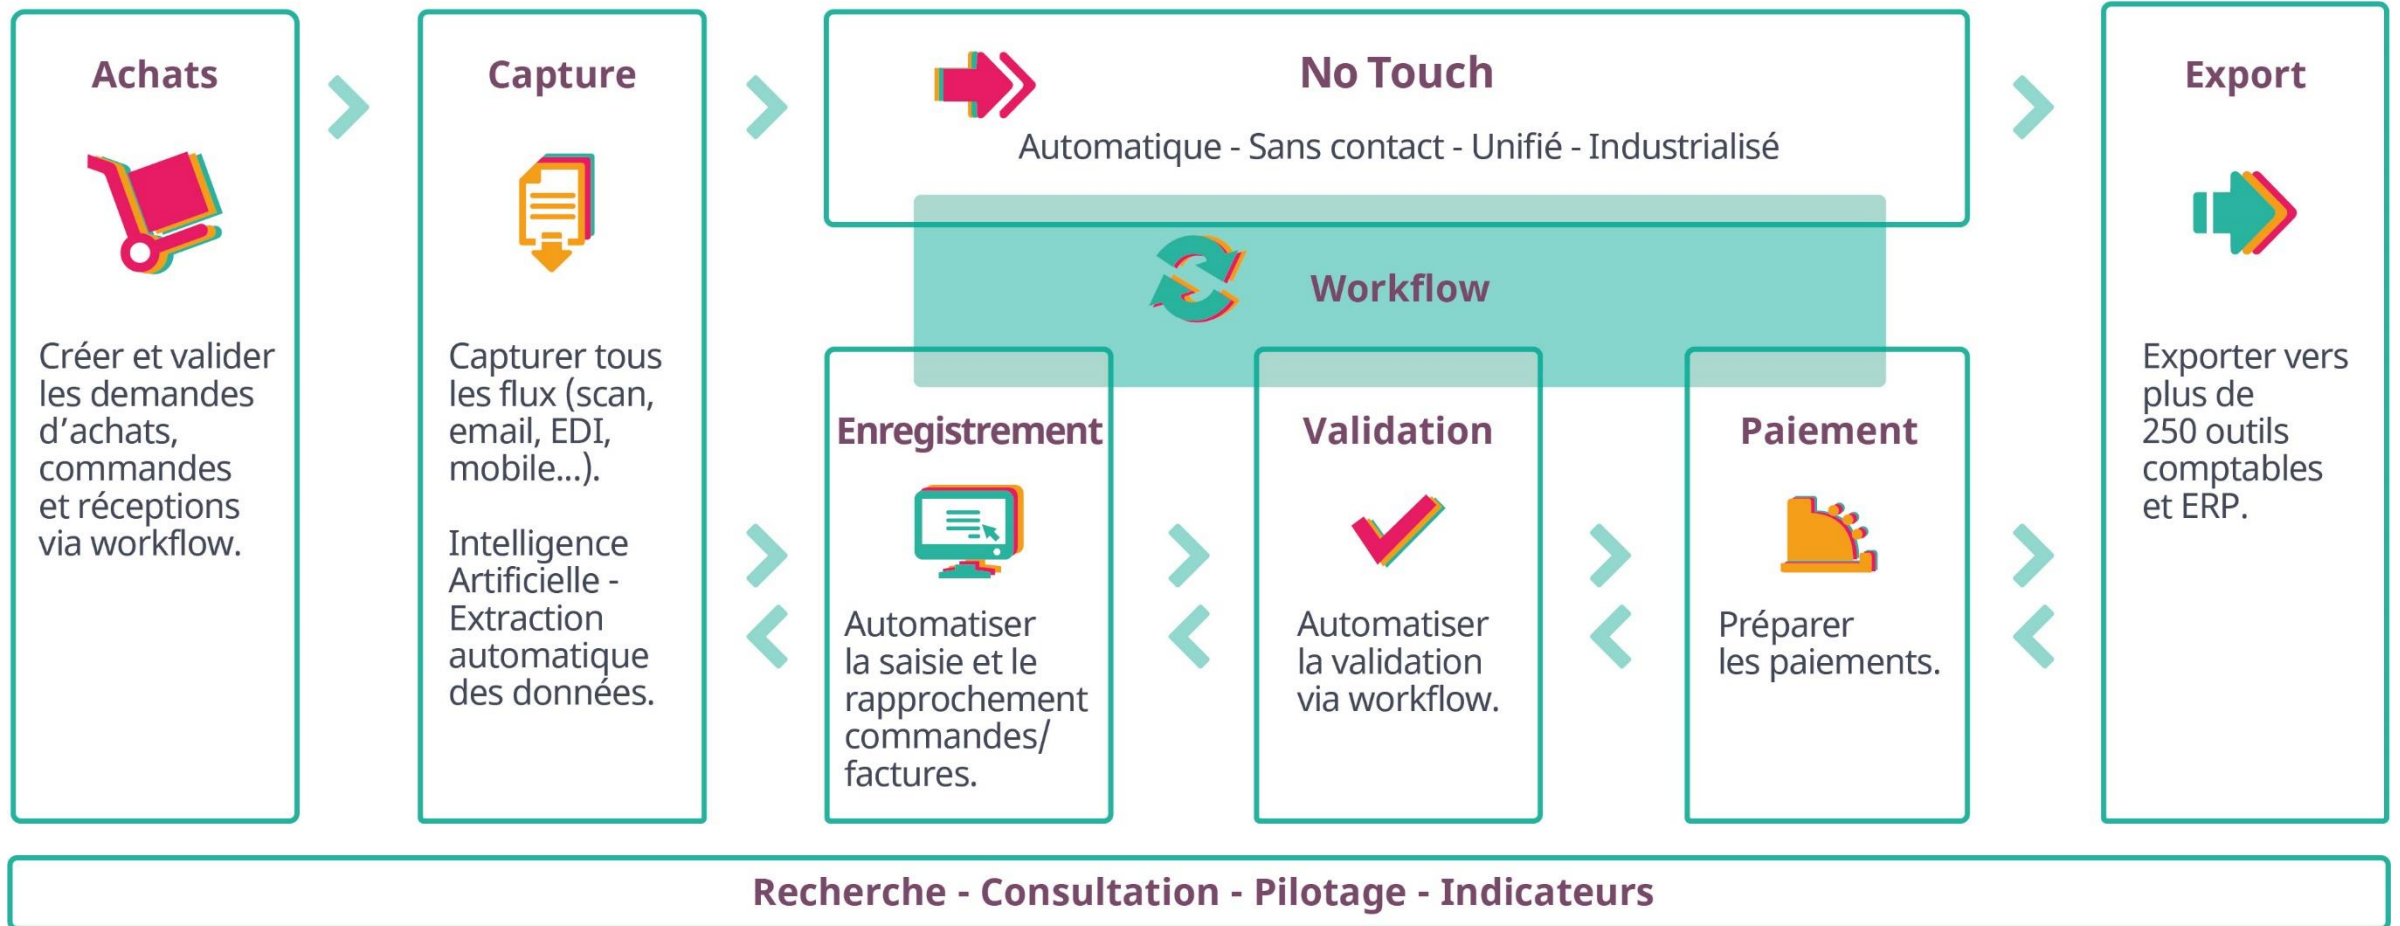 Achats
Créer et valider
les demandes
d’achats,
commandes
et réceptions
via workflow.
Capture
Capturer tous
les flux (scan,
email, EDI,
mobile...).
Intelligence
Artificielle -
Extraction
automatique
des données.
No Touch
Automatique - Sans contact - Unifié - Industrialisé
Workflow
Enregistrement
Automatiser
la saisie et le
rapprochement
commandes/
factures.
Validation
Automatiser
la validation
via workflow.
Paiement
Préparer
les paiements.
Export
Exporter vers
plus de
250 outils
comptables
et ERP.
Recherche - Consultation - Pilotage - Indicateurs